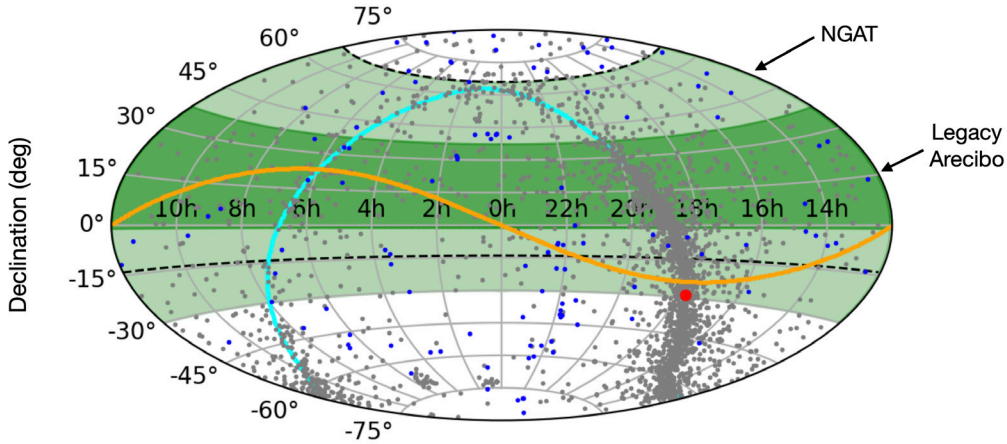 75°
60°
NGAT
45°
30°
Legacy
Arecibo
15°
10h 8h 6h 4h 2h 0h 22h 20h 18h 16h 14h
0°
Declination (deg)
-15°
-30°
-45°
-60°
-75°